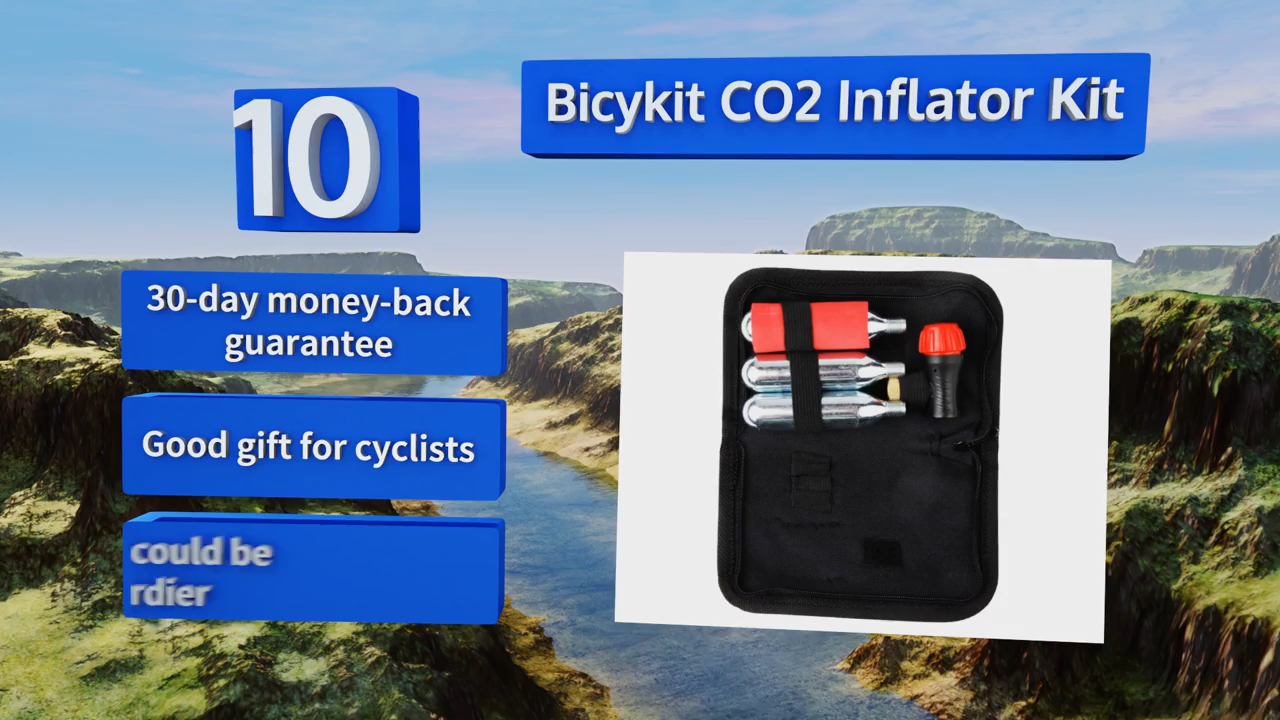 10
Bicykit CO2 Inflator Kit
30-day money-back
guarantee
Good gift for cyclists
could be
rdier